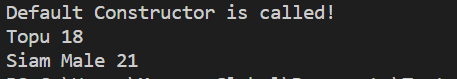 Default Constructor is called!
Topu 18
Siam Male 21